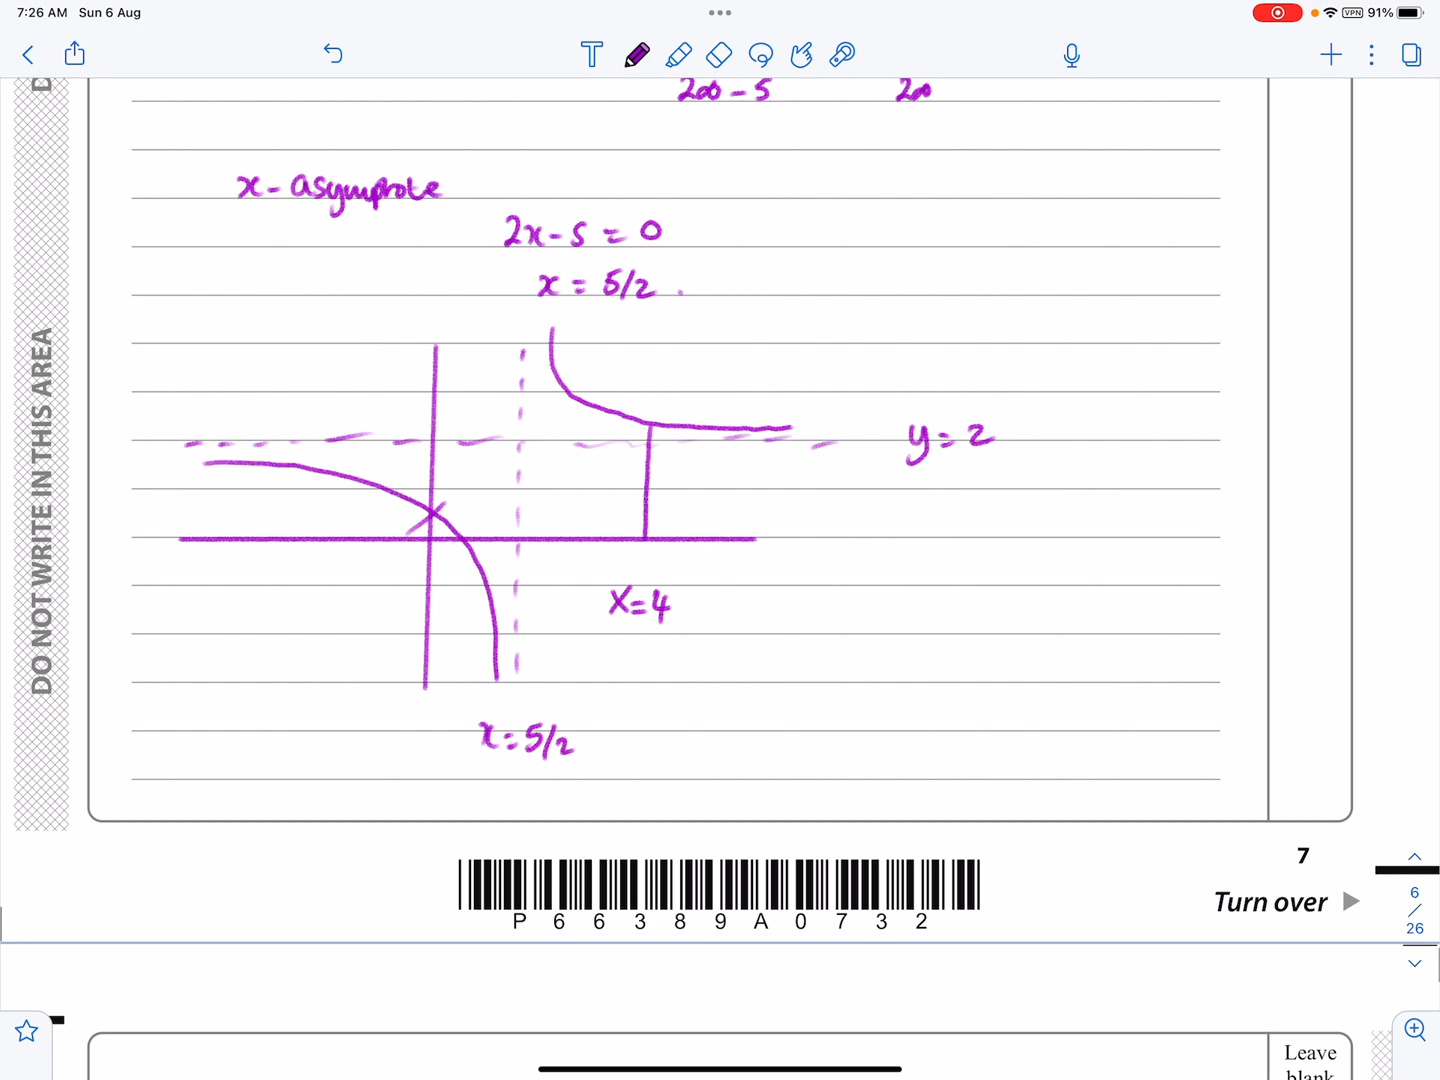 7:26 AM Sun 6 Aug
VPN 91%
T
D
200 - 5 200
x - asymptote
2x - 5 = 0
x = 5/2 .
y = 2
x = 4
x = 5/2
DO NOT WRITE IN THIS AREA
7
Turn over
P 6 6 3 8 9 A 0 7 3 2
6
/
26
Leave
blank